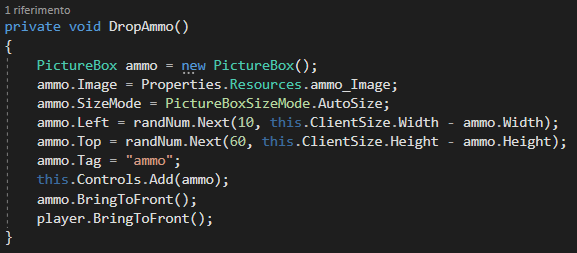 1 riferimento
private void DropAmmo()
{
    PictureBox ammo = new PictureBox();
    ammo.Image = Properties.Resources.ammo_Image;
    ammo.SizeMode = PictureBoxSizeMode.AutoSize;
    ammo.Left = randNum.Next(10, this.ClientSize.Width - ammo.Width);
    ammo.Top = randNum.Next(60, this.ClientSize.Height - ammo.Height);
    ammo.Tag = "ammo";
    this.Controls.Add(ammo);
    ammo.BringToFront();
    player.BringToFront();
}